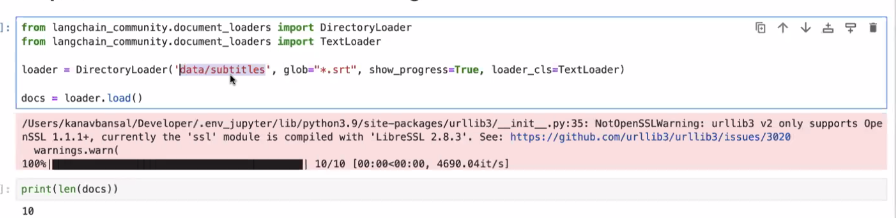 ]: from langchain_community.document_loaders import DirectoryLoader
from langchain_community.document_loaders import TextLoader
loader = DirectoryLoader('data/subtitles', glob="*.srt", show_progress=True, loader_cls=TextLoader)
docs = loader.load()
/Users/kanavbansal/Developer/.env_jupyter/lib/python3.9/site-packages/urllib3/__init__.py:35: NotOpenSSLWarning: urllib3 v2 only supports Ope
nSSL 1.1.1+, currently the 'ssl' module is compiled with 'LibreSSL 2.8.3'. See: https://github.com/urllib3/urllib3/issues/3020
warnings.warn(
100%|| 10/10 [00:00<00:00, 4690.04it/s]
]: print(len(docs))
10